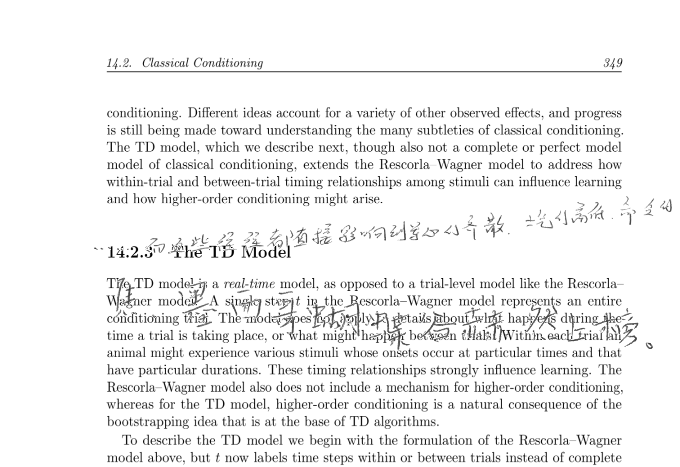 14.2. Classical Conditioning 349
conditioning. Different ideas account for a variety of other observed effects, and progress
is still being made toward understanding the many subtleties of classical conditioning.
The TD model, which we describe next, though also not a complete or perfect model
model of classical conditioning, extends the Rescorla–Wagner model to address how
within-trial and between-trial timing relationships among stimuli can influence learning
and how higher-order conditioning might arise.
14.2.3 The TD Model
The TD model is a real-time model, as opposed to a trial-level model like the Rescorla–
Wagner model. A single step t in the Rescorla–Wagner model represents an entire
conditioning trial. The model does not apply to details about what happens during the
time a trial is taking place, or what might happen between trials. Within each trial an
animal might experience various stimuli whose onsets occur at particular times and that
have particular durations. These timing relationships strongly influence learning. The
Rescorla–Wagner model also does not include a mechanism for higher-order conditioning,
whereas for the TD model, higher-order conditioning is a natural consequence of the
bootstrapping idea that is at the base of TD algorithms.
To describe the TD model we begin with the formulation of the Rescorla–Wagner
model above, but t now labels time steps within or between trials instead of complete